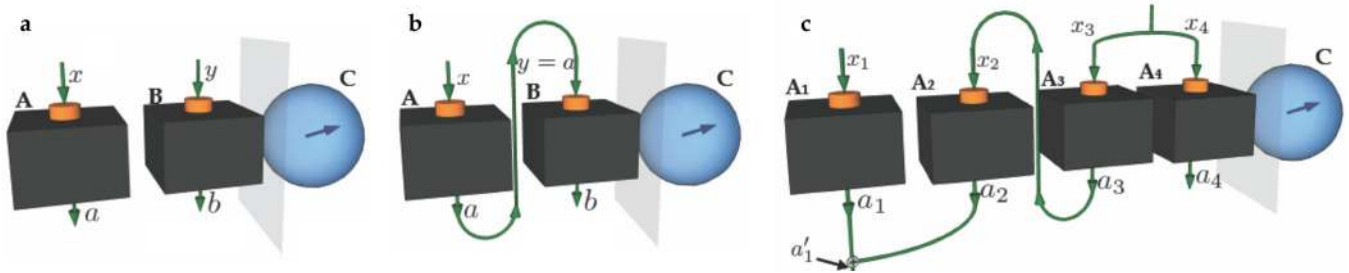 a
x
y
A
B
C
a
b
b
x
y = a
A
B
C
a
b
c
x₁
x₂
x₃
x₄
A₁
A₂
A₃
A₄
C
a₁
a₂
a₃
a₄
a′₁